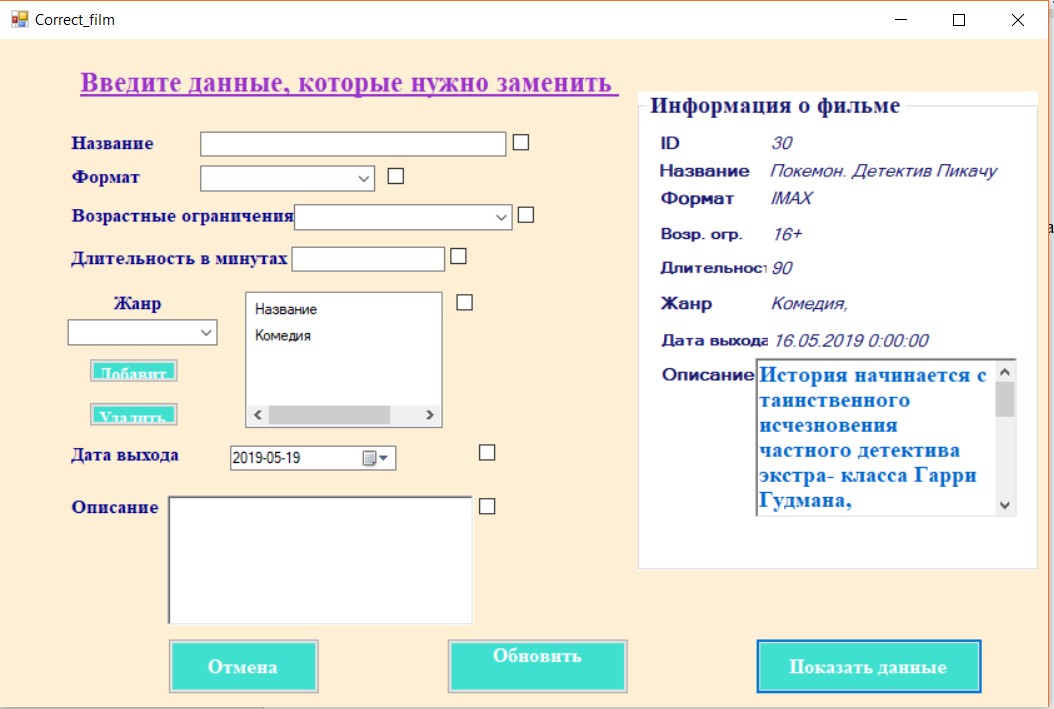 Correct_film
Введите данные, которые нужно заменить
Название
Формат
Возрастные ограничения
Длительность в минутах
Жанр
Название
Комедия
Добавит
Удалить
Дата выхода
2019-05-19
Описание
Отмена
Обновить
Показать данные
Информация о фильме
ID 30
Название Покемон. Детектив Пикачу
Формат IMAX
Возр. огр. 16+
Длительност 90
Жанр Комедия,
Дата выхода 16.05.2019 0:00:00
Описание
История начинается с
таинственного
исчезновения
частного детектива
экстра- класса Гарри
Гудмана,
а